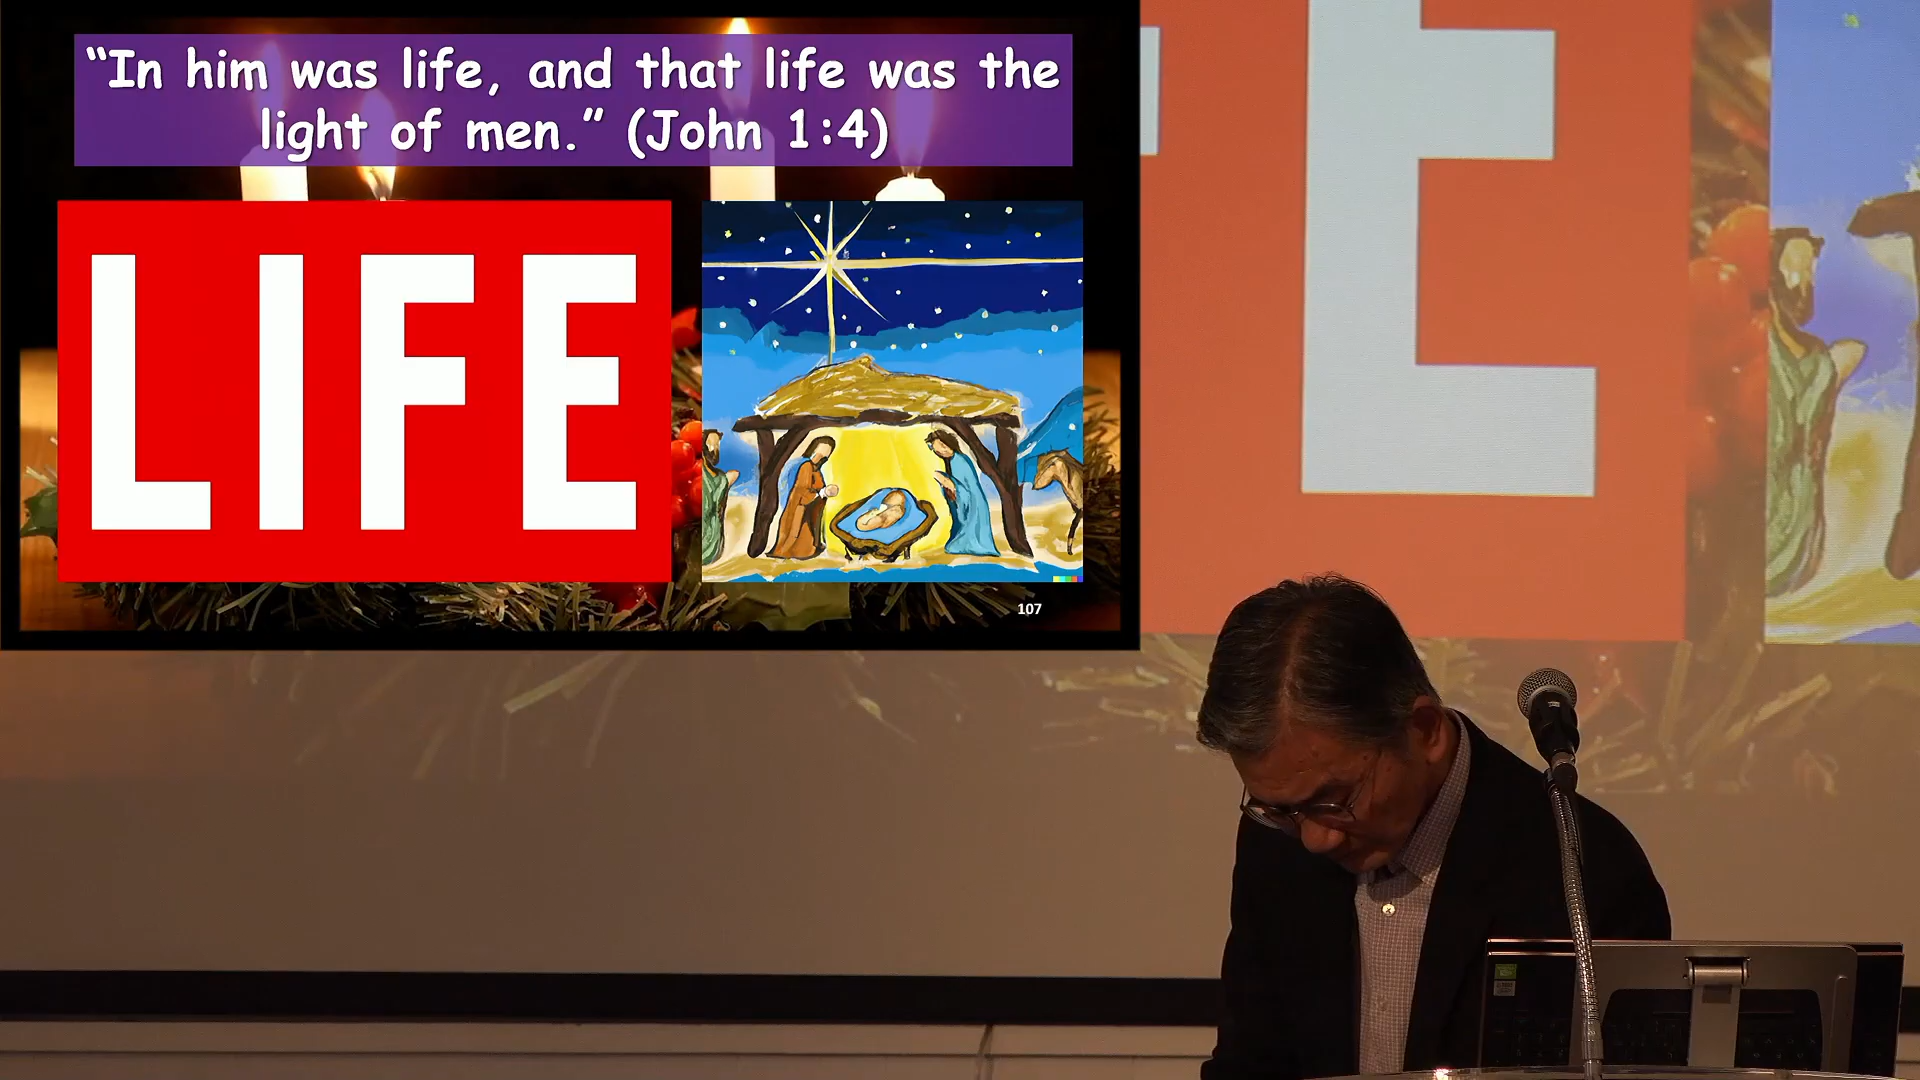 “In him was life, and that life was the
light of men.” (John 1:4)
LIFE
107
E